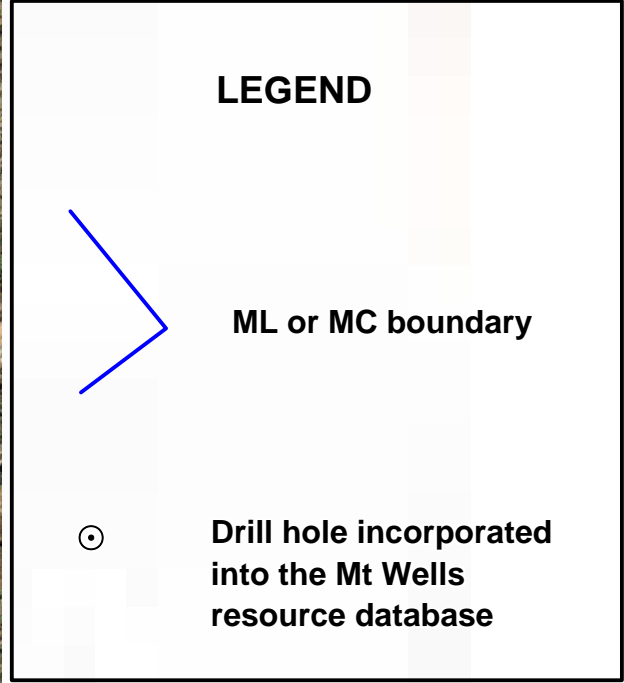 LEGEND
ML or MC boundary
Drill hole incorporated
into the Mt Wells
resource database